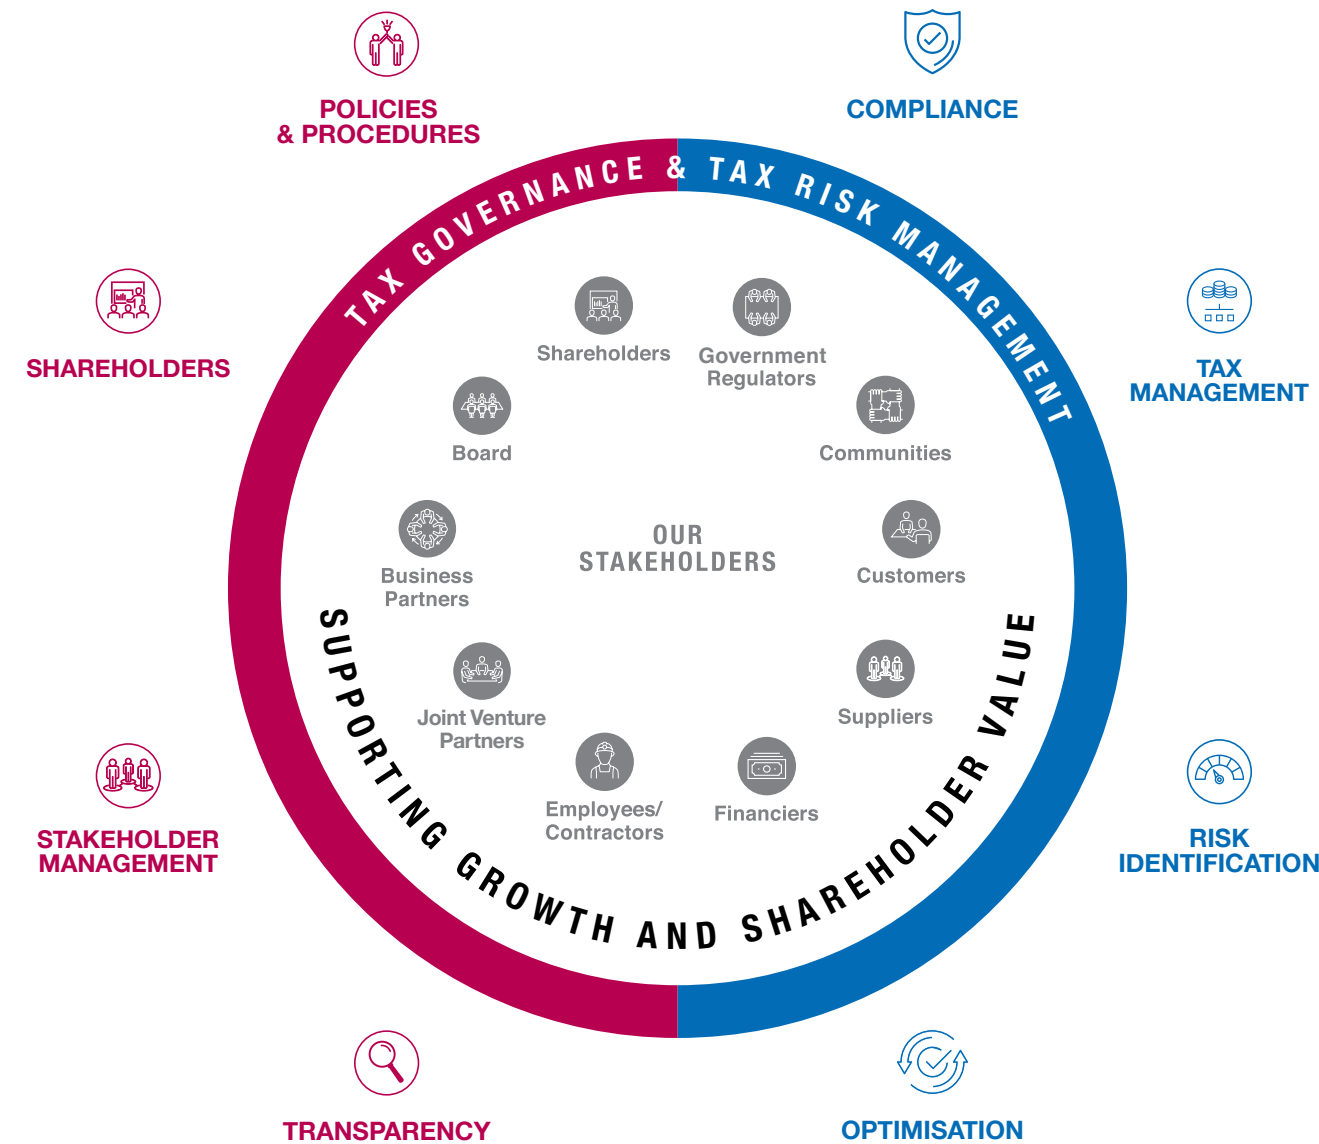 POLICIES
& PROCEDURES
COMPLIANCE
TAX GOVERNANCE & TAX RISK MANAGEMENT
SHAREHOLDERS
TAX
MANAGEMENT
Shareholders
Government
Regulators
Board
Communities
Business
Partners
OUR
STAKEHOLDERS
Customers
Joint Venture
Partners
Suppliers
Employees/
Contractors
Financiers
SUPPORTING GROWTH AND SHAREHOLDER VALUE
STAKEHOLDER
MANAGEMENT
RISK
IDENTIFICATION
TRANSPARENCY
OPTIMISATION